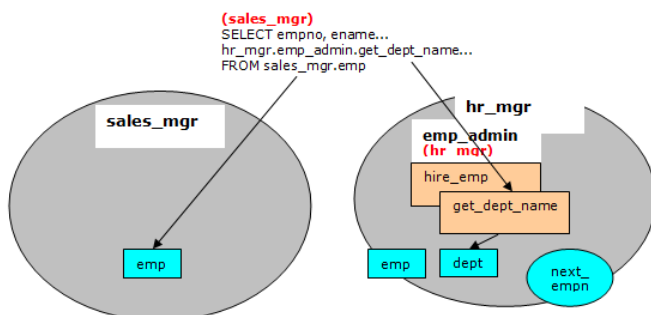 (sales_mgr)
SELECT empno, ename...
hr_mgr.emp_admin.get_dept_name...
FROM sales_mgr.emp
sales_mgr
hr_mgr
emp_admin
(hr_mgr)
hire_emp
get_dept_name
emp
emp
dept
next_
empn